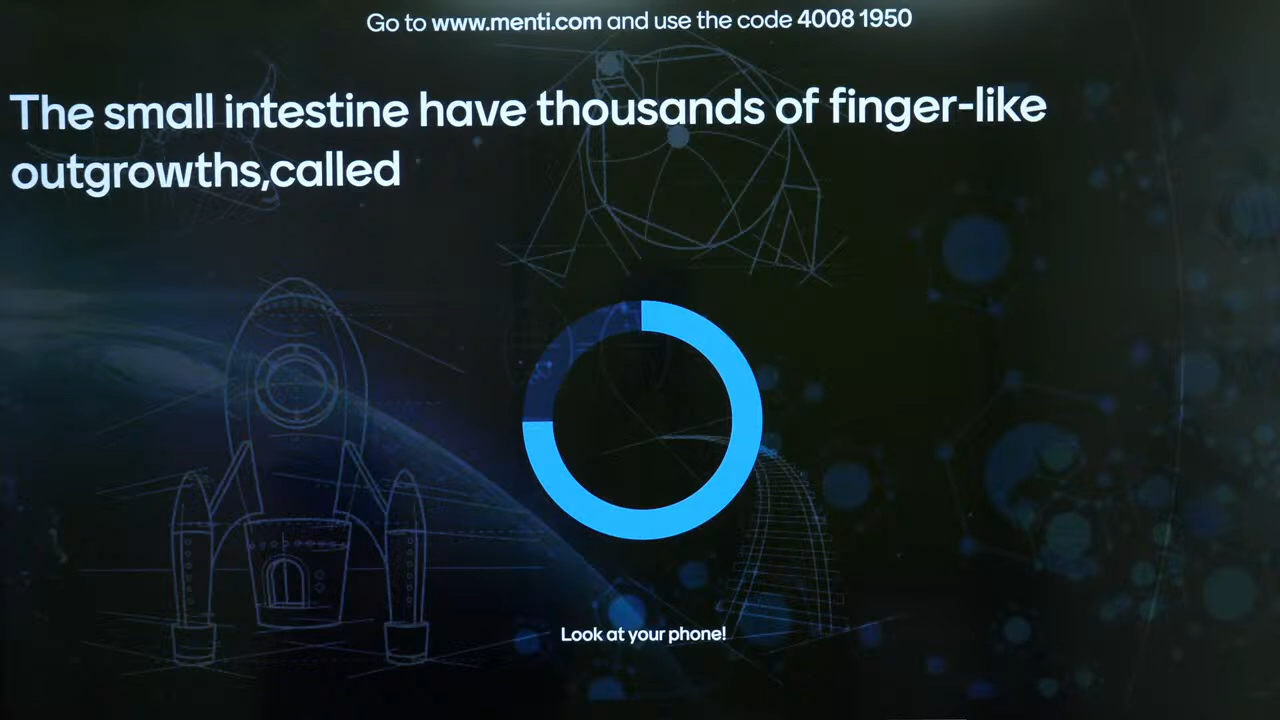 Go to www.menti.com and use the code 4008 1950
The small intestine have thousands of finger-like
outgrowths,called
Look at your phone!